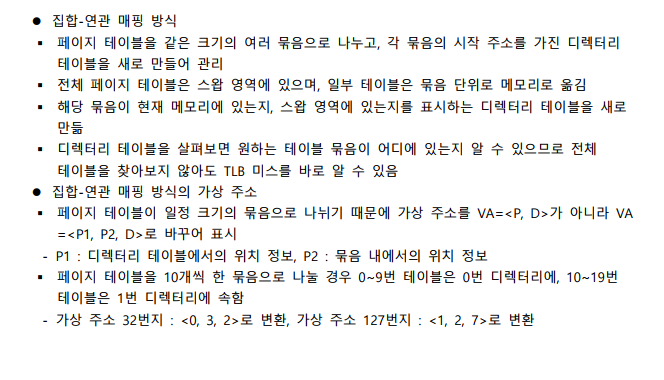 ● 집합-연관 매핑 방식
▪ 페이지 테이블을 같은 크기의 여러 묶음으로 나누고, 각 묶음의 시작 주소를 가진 디렉터리
테이블을 새로 만들어 관리
▪ 전체 페이지 테이블은 스왑 영역에 있으며, 일부 테이블은 묶음 단위로 메모리로 옮김
▪ 해당 묶음이 현재 메모리에 있는지, 스왑 영역에 있는지를 표시하는 디렉터리 테이블을 새로
만듦
▪ 디렉터리 테이블을 살펴보면 원하는 테이블 묶음이 어디에 있는지 알 수 있으므로 전체
테이블을 찾아보지 않아도 TLB 미스를 바로 알 수 있음
● 집합-연관 매핑 방식의 가상 주소
▪ 페이지 테이블이 일정 크기의 묶음으로 나뉘기 때문에 가상 주소를 VA=<P, D>가 아니라 VA
=<P1, P2, D>로 바꾸어 표시
- P1 : 디렉터리 테이블에서의 위치 정보, P2 : 묶음 내에서의 위치 정보
▪ 페이지 테이블을 10개씩 한 묶음으로 나눌 경우 0~9번 테이블은 0번 디렉터리에, 10~19번
테이블은 1번 디렉터리에 속함
- 가상 주소 32번지 : <0, 3, 2>로 변환, 가상 주소 127번지 : <1, 2, 7>로 변환